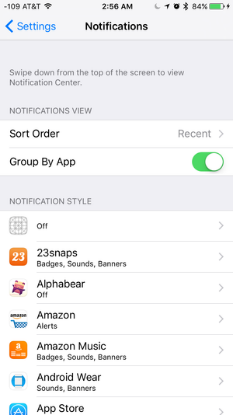 -109 AT&T 2:56 AM 84%
Settings Notifications
Swipe down from the top of the screen to view
Notification Center.
NOTIFICATIONS VIEW
Sort Order Recent
Group By App
NOTIFICATION STYLE
Off
23snaps
Badges, Sounds, Banners
Alphabear
Off
Amazon
Alerts
Amazon Music
Badges, Sounds, Banners
Android Wear
Sounds, Banners
App Store